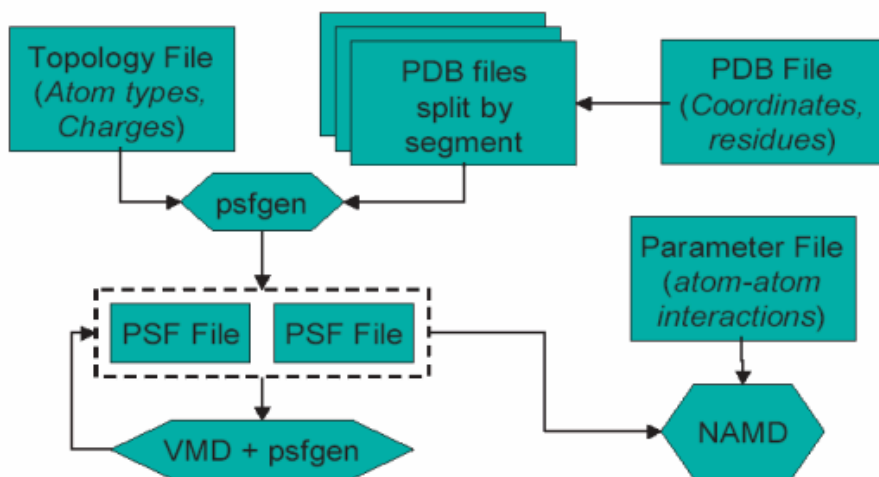 Topology File
(Atom types,
Charges)
PDB files
split by
segment
PDB File
(Coordinates,
residues)
psfgen
Parameter File
(atom-atom
interactions)
PSF File
PSF File
VMD + psfgen
NAMD